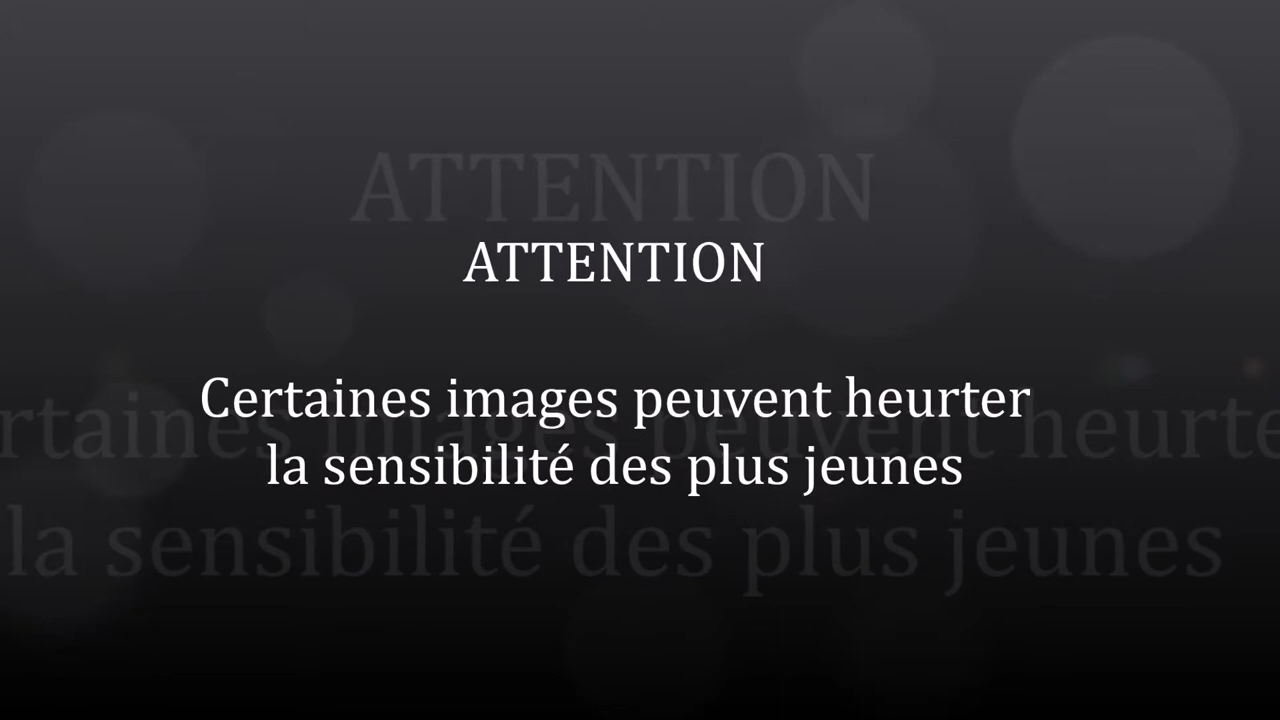 ATTENTION
Certaines images peuvent heurter
la sensibilité des plus jeunes